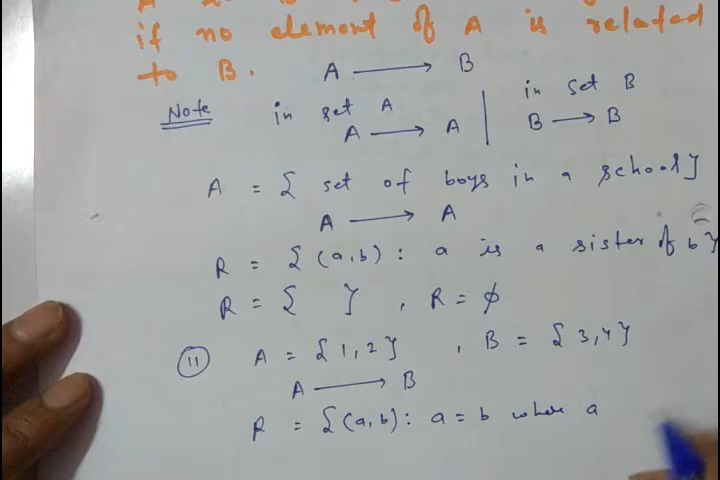 if no element of A is related
to B.
A → B
Note in set A | in set B
A → A | B → B
A = { set of boys in a school}
A → A
R = {(a,b) : a is a sister of b}
R = { } , R = ϕ
(11) A = {1,2} , B = {3,4}
A → B
R = {(a,b) : a = b where a